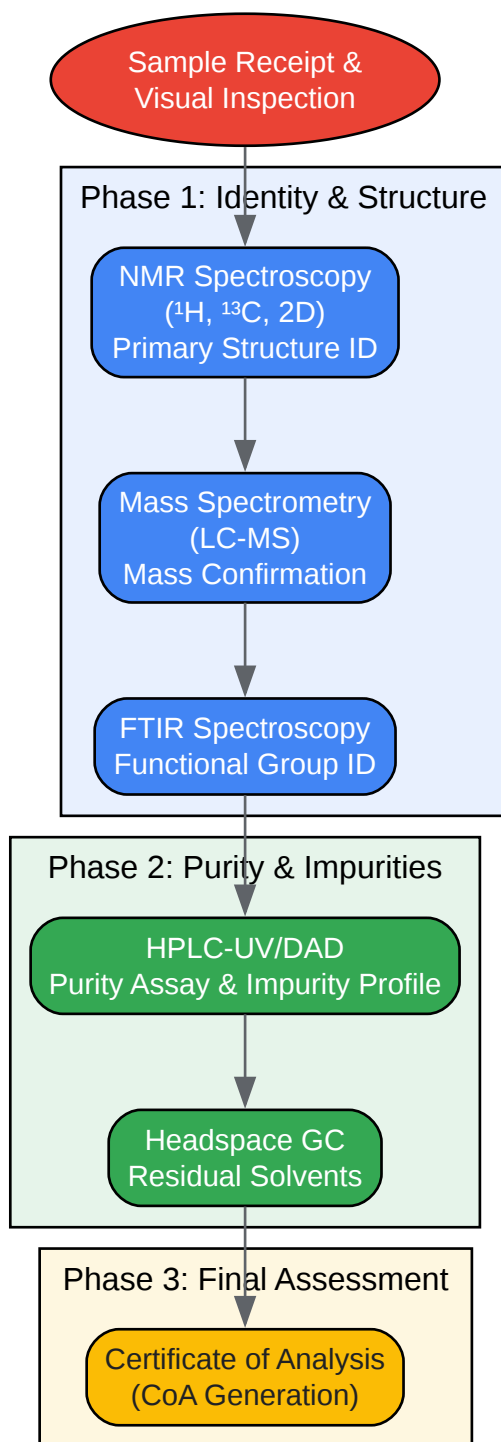 Sample Receipt &
Visual Inspection
Phase 1: Identity & Structure
NMR Spectroscopy
(¹H, ¹³C, 2D)
Primary Structure ID
Mass Spectrometry
(LC-MS)
Mass Confirmation
FTIR Spectroscopy
Functional Group ID
Phase 2: Purity & Impurities
HPLC-UV/DAD
Purity Assay & Impurity Profile
Headspace GC
Residual Solvents
Phase 3: Final Assessment
Certificate of Analysis
(CoA Generation)